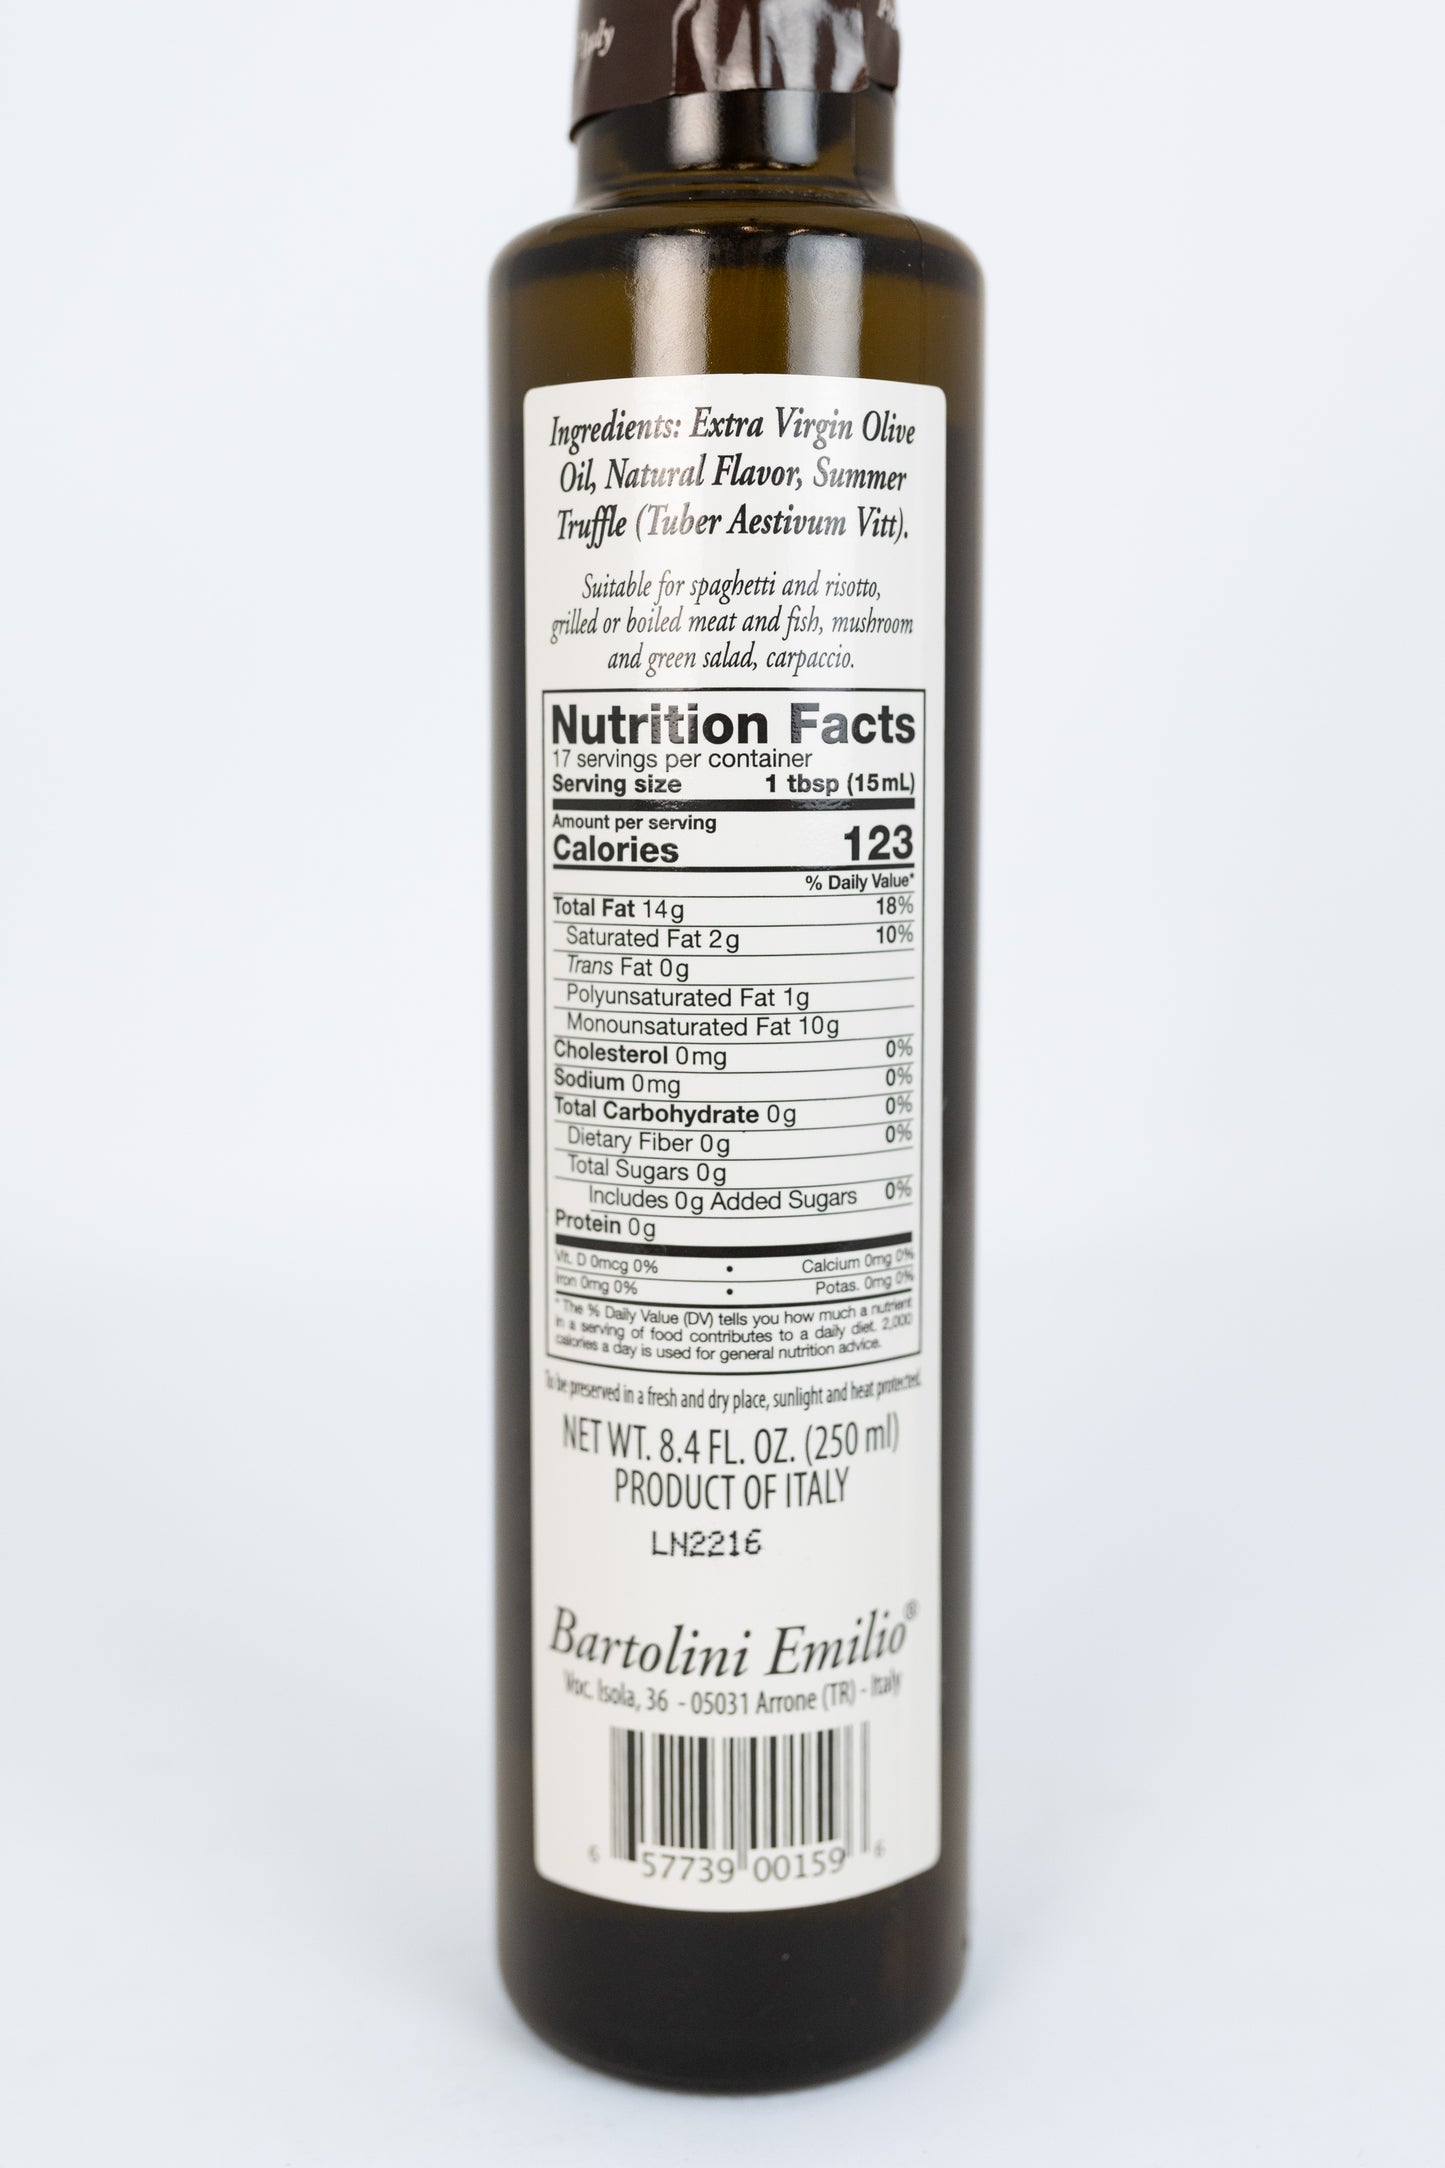 Ingredients: Extra Virgin Olive
Oil, Natural Flavor, Summer
Truffle (Tuber Aestivum Vitt).
Suitable for spaghetti and risotto,
grilled or boiled meat and fish, mushroom
and green salad, carpaccio.
Nutrition Facts
17 servings per container
Serving size 1 tbsp (15mL)
Amount per serving
Calories 123
% Daily Value*
Total Fat 14g 18%
Saturated Fat 2g 10%
Trans Fat 0g
Polyunsaturated Fat 1g
Monounsaturated Fat 10g
Cholesterol 0mg 0%
Sodium 0mg 0%
Total Carbohydrate 0g 0%
Dietary Fiber 0g 0%
Total Sugars 0g
Includes 0g Added Sugars 0%
Protein 0g
Vit. D 0mcg 0% • Calcium 0mg 0%
Iron 0mg 0% • Potas. 0mg 0%
* The % Daily Value (DV) tells you how much a nutrient
in a serving of food contributes to a daily diet. 2,000
calories a day is used for general nutrition advice.
To be preserved in a fresh and dry place, sunlight and heat protected.
NET WT. 8.4 FL. OZ. (250 ml)
PRODUCT OF ITALY
LN2216
Bartolini Emilio®
Voc. Isola, 36 - 05031 Arrone (TR) - Italy
6 57739 00159 6